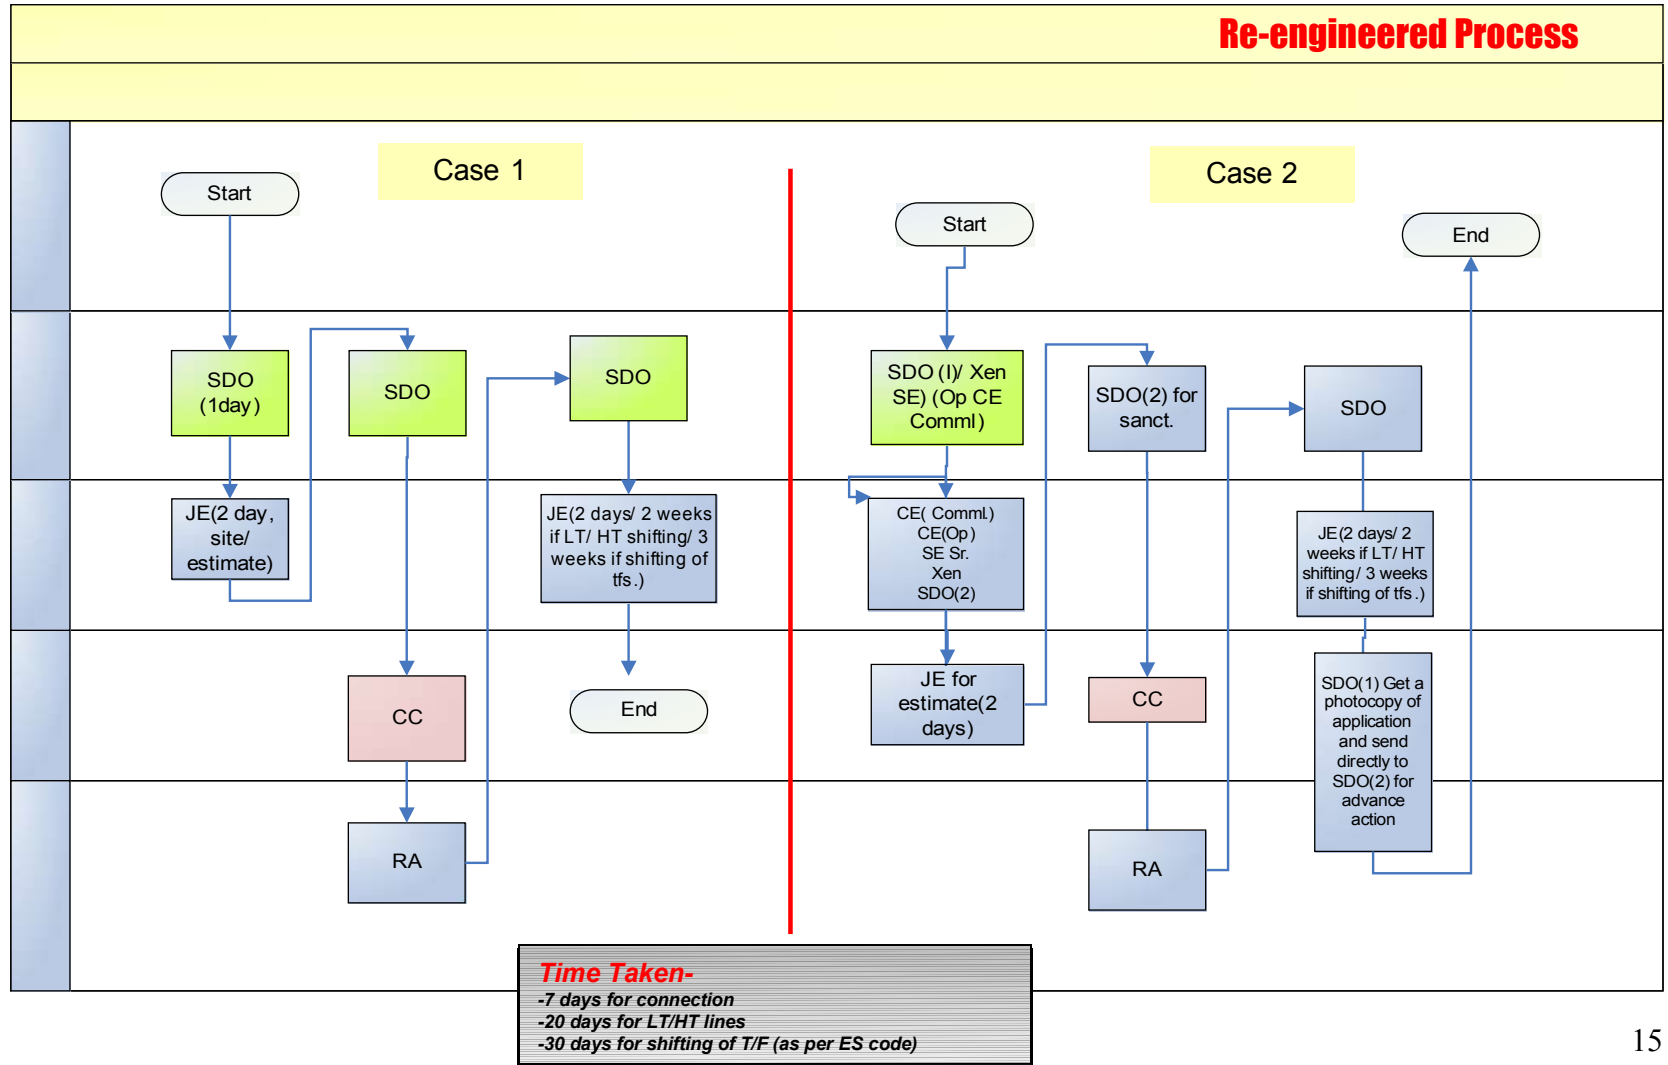 Re-engineered Process
Case 1
Start
SDO
(1day)
JE(2 day,
site/
estimate)
SDO
CC
RA
SDO
JE(2 days/ 2 weeks
if LT/ HT shifting/ 3
weeks if shifting of
tfs.)
End
Case 2
Start
SDO (I)/ Xen
SE) (Op CE
Comml)
CE( Comml.)
CE(Op)
SE Sr.
Xen
SDO(2)
JE for
estimate(2
days)
SDO(2) for
sanct.
CC
RA
SDO
JE(2 days/ 2
weeks if LT/ HT
shifting/ 3 weeks
if shifting of tfs.)
SDO(1) Get a
photocopy of
application
and send
directly to
SDO(2) for
advance
action
End
Time Taken-
-7 days for connection
-20 days for LT/HT lines
-30 days for shifting of T/F (as per ES code)
15